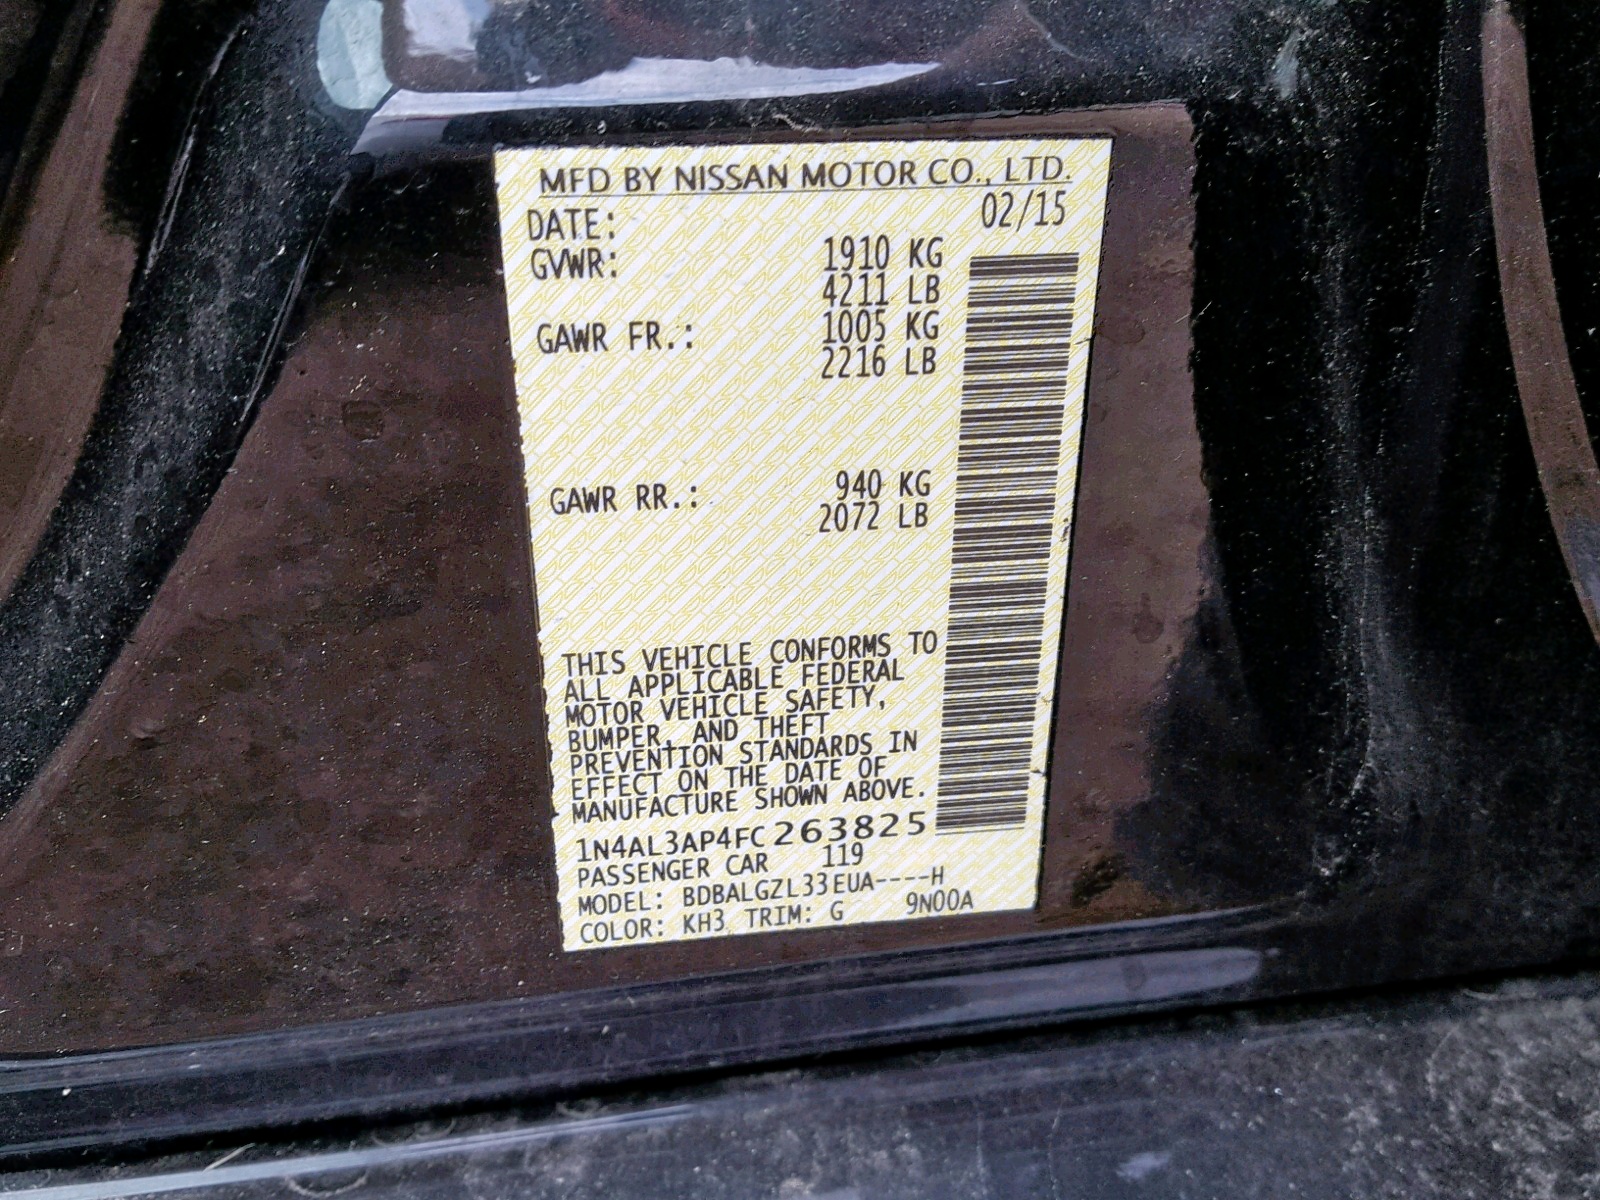 MFD BY NISSAN MOTOR CO., LTD.
DATE: 02/15
GVWR: 1910 KG
4211 LB
GAWR FR.: 1005 KG
2216 LB
GAWR RR.: 940 KG
2072 LB
THIS VEHICLE CONFORMS TO
ALL APPLICABLE FEDERAL
MOTOR VEHICLE SAFETY,
BUMPER, AND THEFT
PREVENTION STANDARDS IN
EFFECT ON THE DATE OF
MANUFACTURE SHOWN ABOVE.
1N4AL3AP4FC263825
PASSENGER CAR 119
MODEL: BDBALGZL33EUA----H
COLOR: KH3 TRIM: G 9N00A